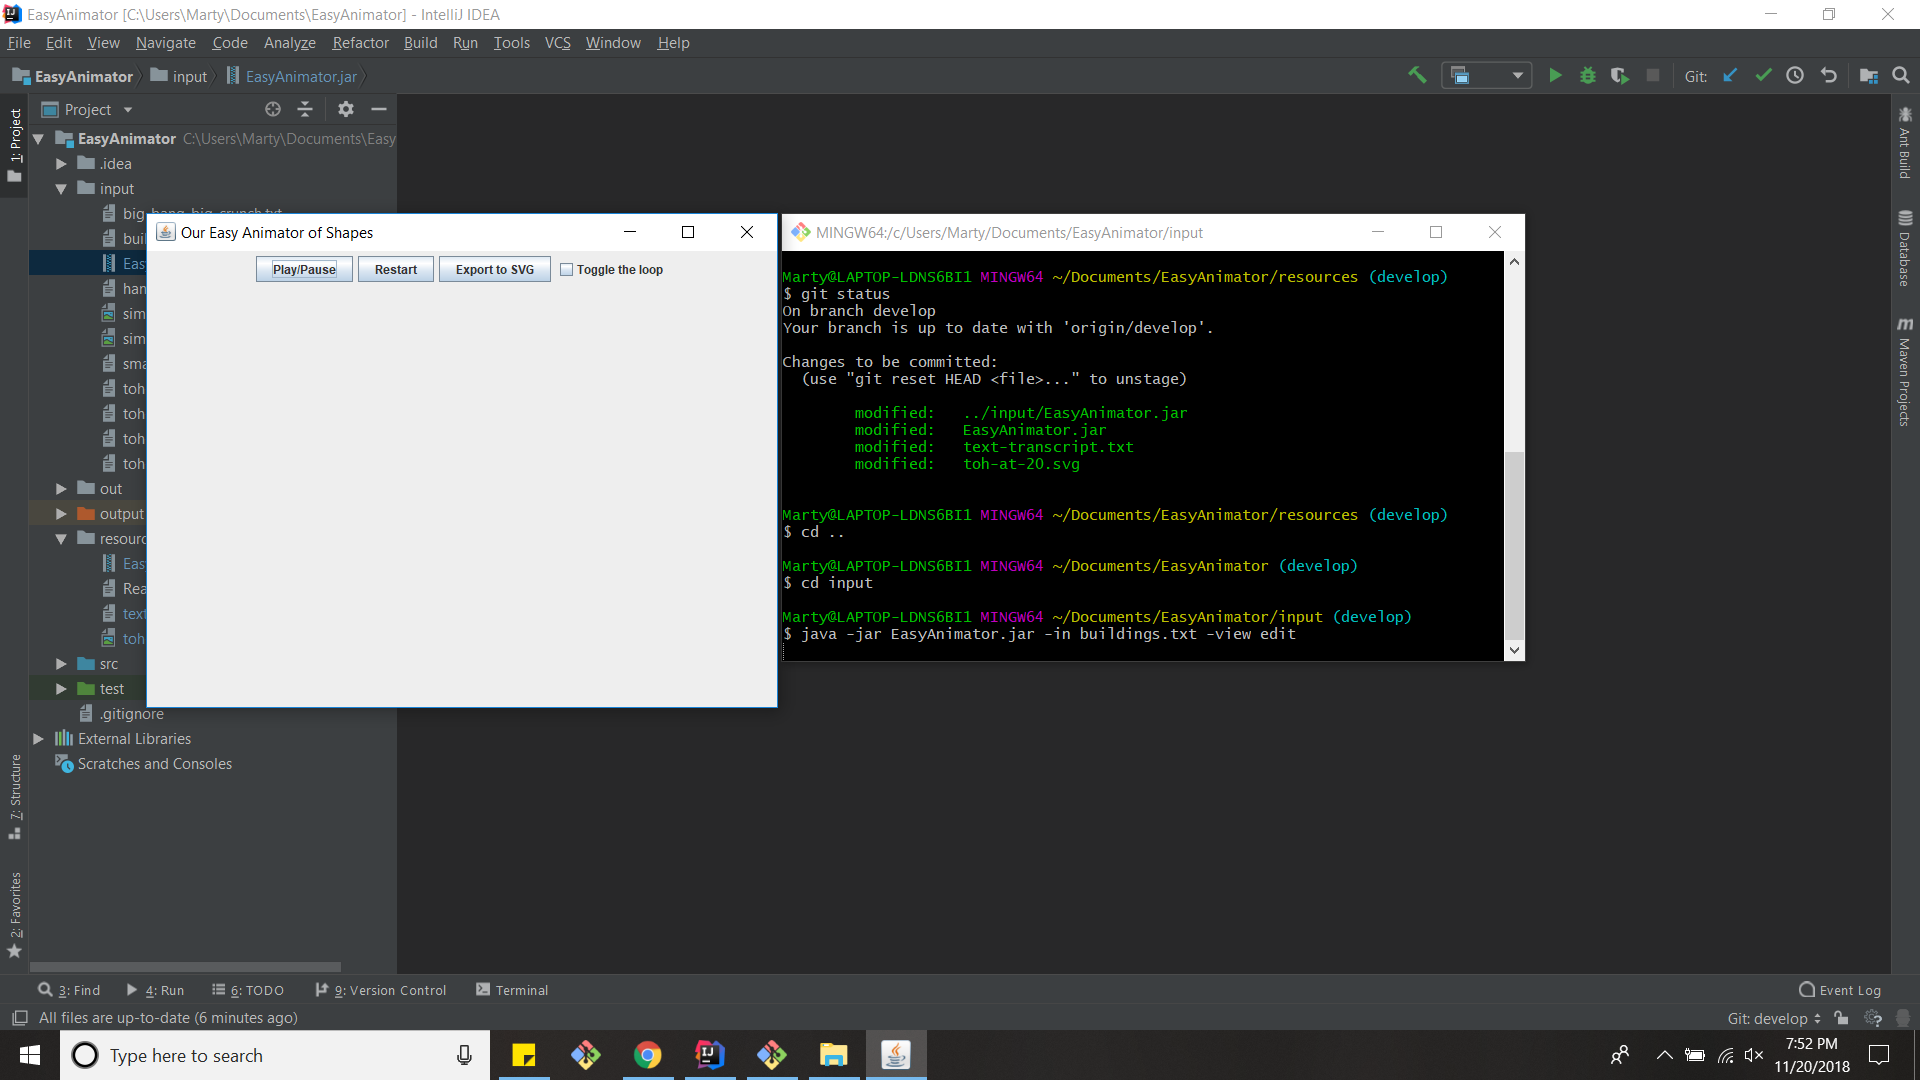 EasyAnimator [C:\Users\Marty\Documents\EasyAnimator] - IntelliJ IDEA
File Edit View Navigate Code Analyze Refactor Build Run Tools VCS Window Help
EasyAnimator input EasyAnimator.jar
Git:
1: Project
Project
EasyAnimator C:\Users\Marty\Documents\Easy
.idea
input
big-bang-big-crunch.txt
buil
Eas
han
sim
sim
sma
toh
toh
toh
toh
out
output
resourc
Eas
Rea
text
toh
src
test
.gitignore
External Libraries
Scratches and Consoles
7: Structure
2: Favorites
Our Easy Animator of Shapes
Play/Pause Restart Export to SVG Toggle the loop
MINGW64:/c/Users/Marty/Documents/EasyAnimator/input
Marty@LAPTOP-LDNS6BI1 MINGW64 ~/Documents/EasyAnimator/resources (develop)
$ git status
On branch develop
Your branch is up to date with 'origin/develop'.
Changes to be committed:
(use "git reset HEAD <file>..." to unstage)
modified: ../input/EasyAnimator.jar
modified: EasyAnimator.jar
modified: text-transcript.txt
modified: toh-at-20.svg
Marty@LAPTOP-LDNS6BI1 MINGW64 ~/Documents/EasyAnimator/resources (develop)
$ cd ..
Marty@LAPTOP-LDNS6BI1 MINGW64 ~/Documents/EasyAnimator (develop)
$ cd input
Marty@LAPTOP-LDNS6BI1 MINGW64 ~/Documents/EasyAnimator/input (develop)
$ java -jar EasyAnimator.jar -in buildings.txt -view edit
Ant Build
Database
Maven Projects
3: Find 4: Run 6: TODO 9: Version Control Terminal Event Log
All files are up-to-date (6 minutes ago) Git: develop
Type here to search
7:52 PM
11/20/2018